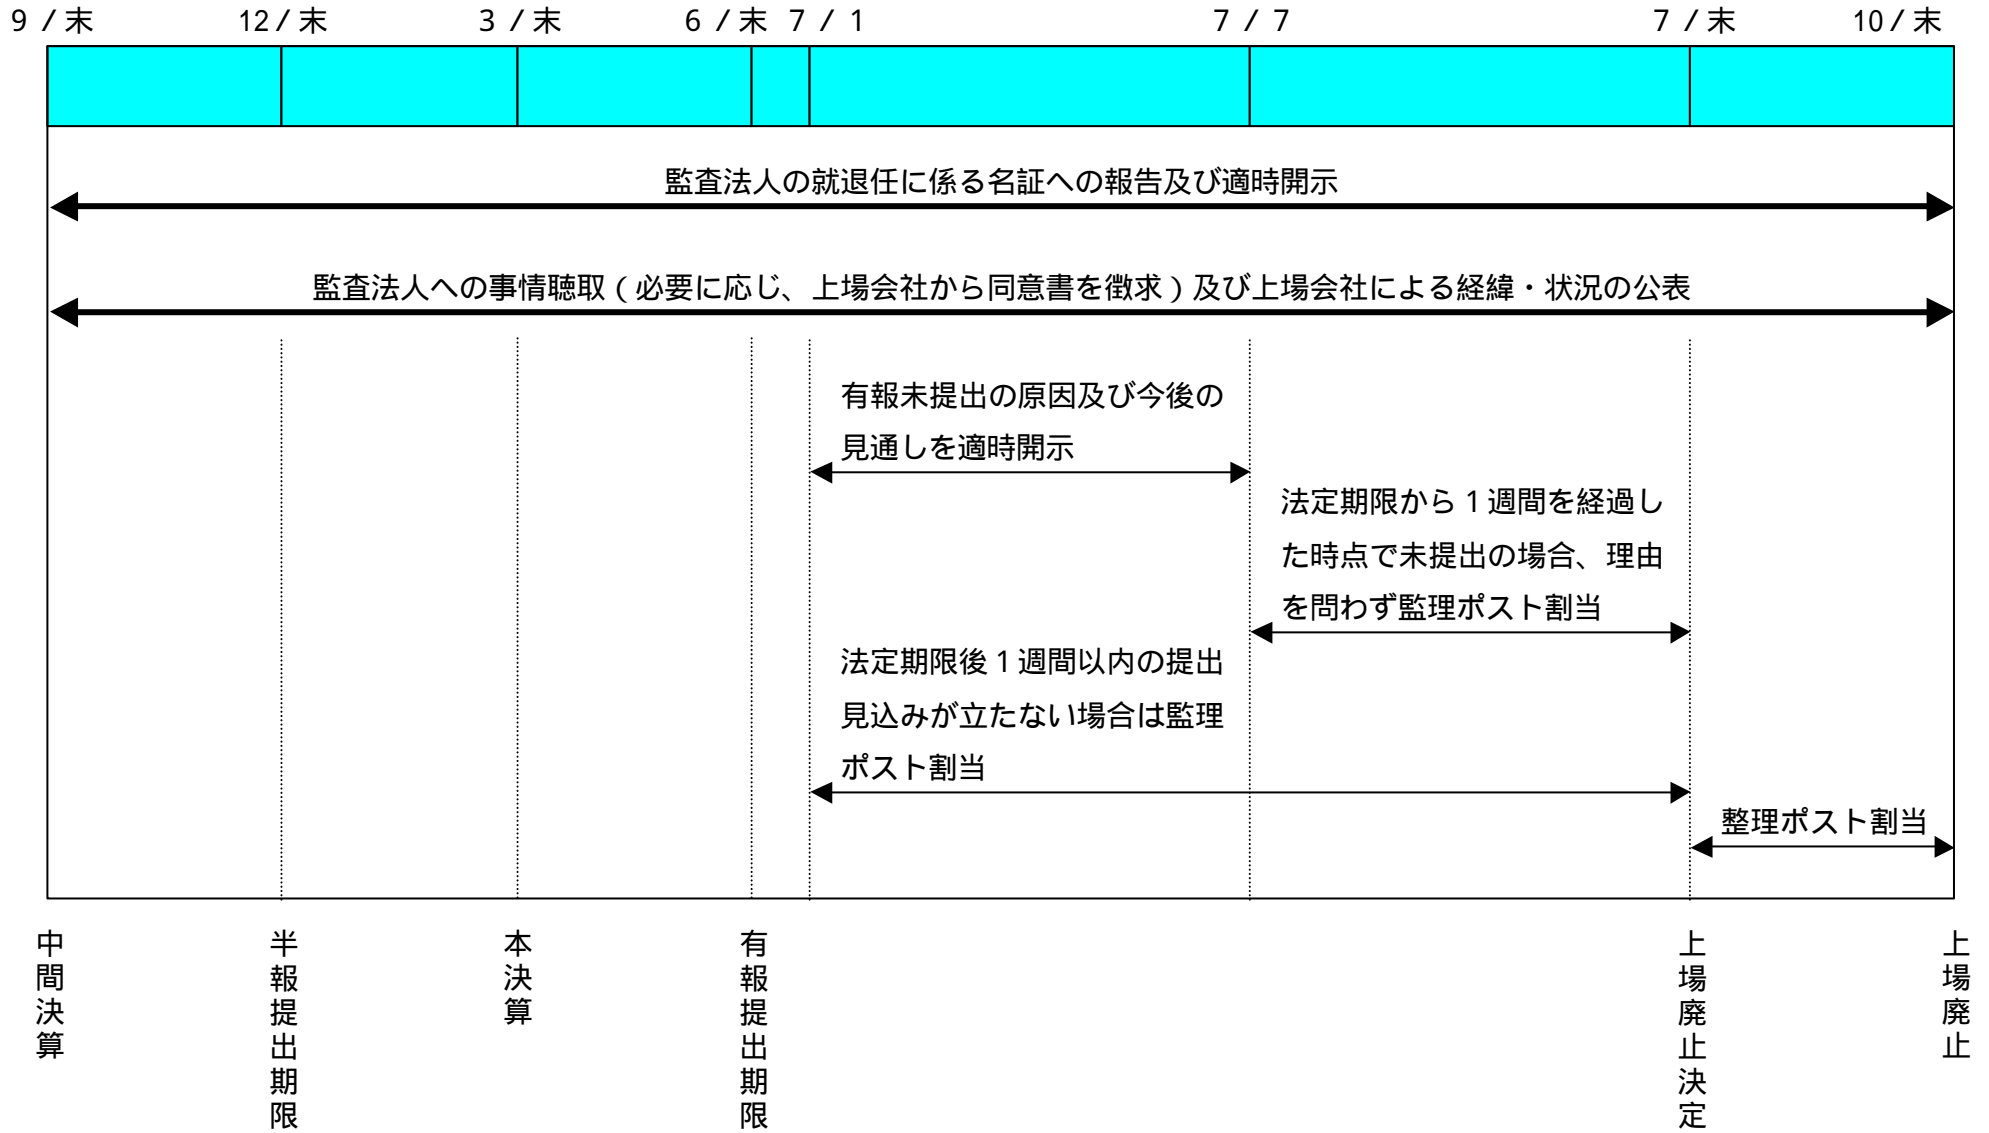 9/末 12/末 3/末 6/末 7/1 7/7 7/末 10/末
監査法人の就退任に係る名証への報告及び適時開示
監査法人への事情聴取(必要に応じ、上場会社から同意書を徴求)及び上場会社による経緯・状況の公表
有報未提出の原因及び今後の
見通しを適時開示
法定期限から1週間を経過し
た時点で未提出の場合、理由
を問わず監理ポスト割当
法定期限後1週間以内の提出
見込みが立たない場合は監理
ポスト割当
整理ポスト割当
中間決算
半報提出期限
本決算
有報提出期限
上場廃止決定
上場廃止